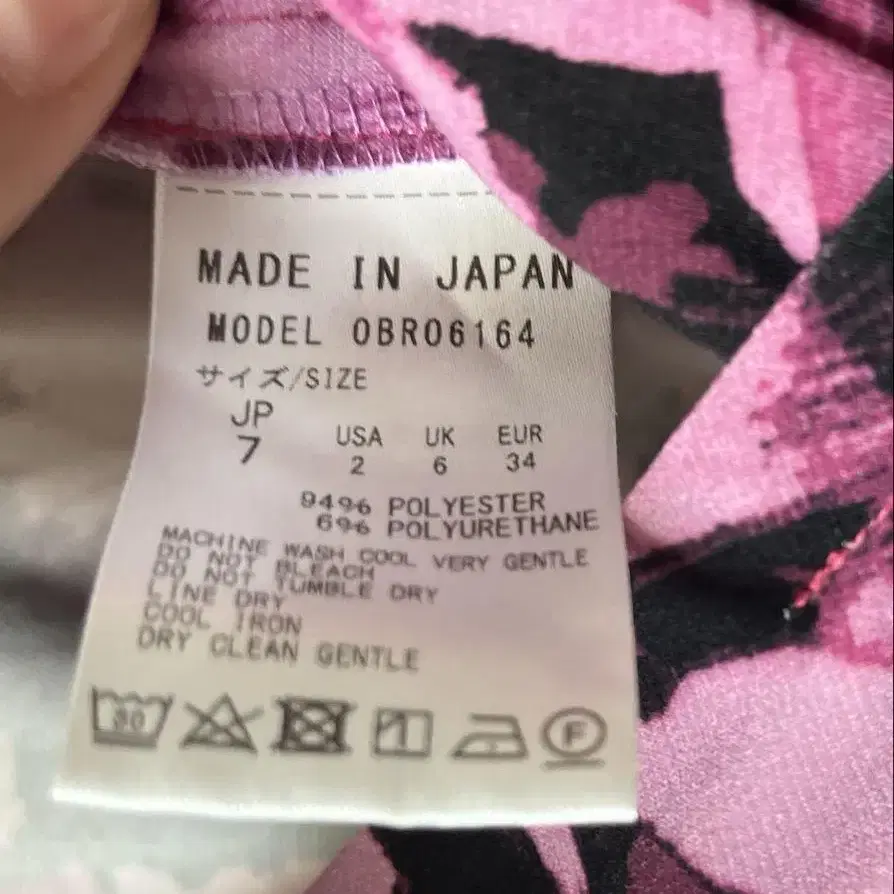 MADE IN JAPAN
MODEL OBR06164
サイズ/SIZE
JP USA UK EUR
7 2 6 34
94% POLYESTER
6% POLYURETHANE
MACHINE WASH COOL VERY GENTLE
DO NOT BLEACH
DO NOT TUMBLE DRY
LINE DRY
COOL IRON
DRY CLEAN GENTLE
30 F